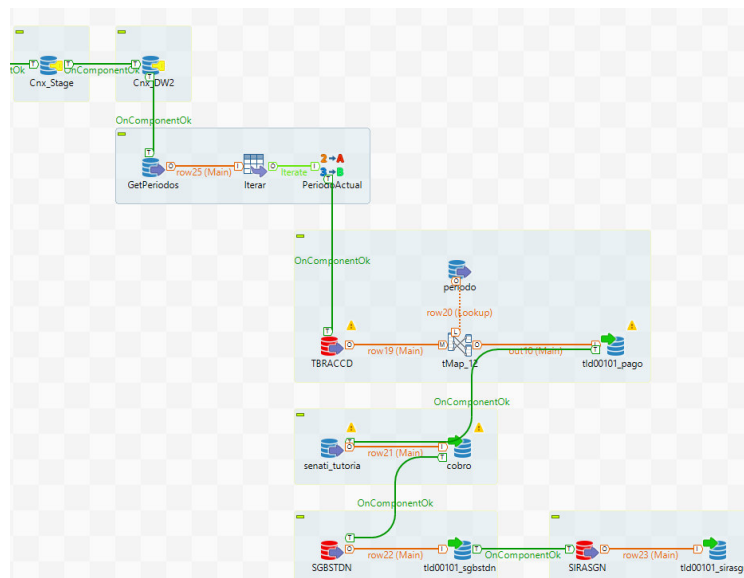 tOk
OnComponentOk
Cnx_Stage
Cnx_DW2
OnComponentOk
row25 (Main)
Iterate
GetPeriodos
Iterar
PeriodoActual
OnComponentOk
periodo
row20 (Lookup)
row19 (Main)
out10 (Main)
TBRACCD
tMap_12
tld00101_pago
OnComponentOk
row21 (Main)
senati_tutoria
cobro
OnComponentOk
row22 (Main)
OnComponentOk
row23 (Main)
SGBSTDN
tld00101_sgbstdn
SIRASGN
tld00101_sirasg